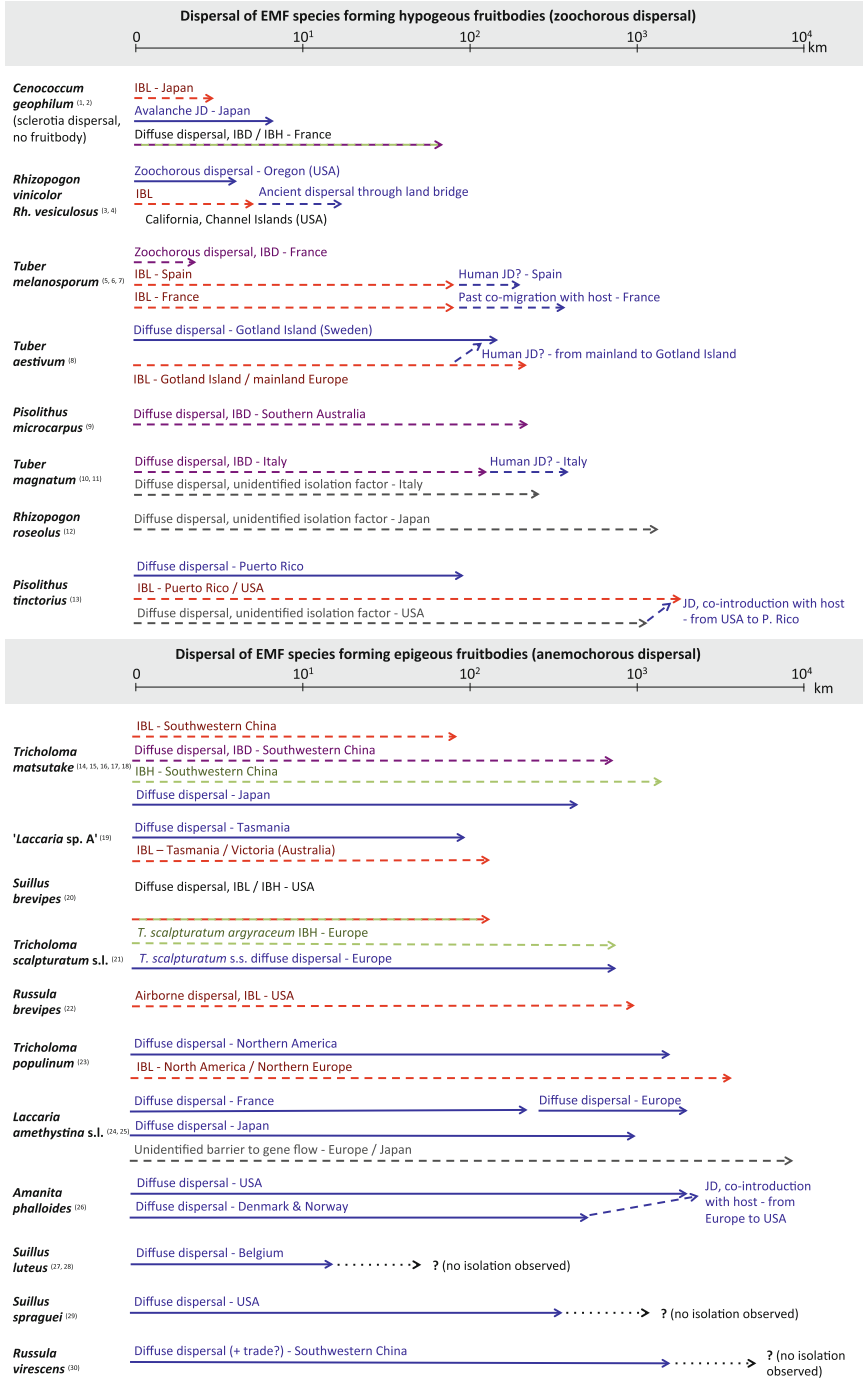 Dispersal of EMF species forming hypogeous fruitbodies (zoochorous dispersal)
0 10¹ 10² 10³ 10⁴ km
Cenococcum
geophilum (1, 2)
(sclerotia dispersal,
no fruitbody)
IBL - Japan
Avalanche JD - Japan
Diffuse dispersal, IBD / IBH - France
Rhizopogon
vinicolor
Rh. vesiculosus (3, 4)
Zoochorous dispersal - Oregon (USA)
IBL
Ancient dispersal through land bridge
California, Channel Islands (USA)
Tuber
melanosporum (5, 6, 7)
Zoochorous dispersal, IBD - France
IBL - Spain
Human JD? - Spain
IBL - France
Past co-migration with host - France
Tuber
aestivum (8)
Diffuse dispersal - Gotland Island (Sweden)
Human JD? - from mainland to Gotland Island
IBL - Gotland Island / mainland Europe
Pisolithus
microcarpus (9)
Diffuse dispersal, IBD - Southern Australia
Tuber
magnatum (10, 11)
Diffuse dispersal, IBD - Italy
Human JD? - Italy
Diffuse dispersal, unidentified isolation factor - Italy
Rhizopogon
roseolus (12)
Diffuse dispersal, unidentified isolation factor - Japan
Pisolithus
tinctorius (13)
Diffuse dispersal - Puerto Rico
IBL - Puerto Rico / USA
Diffuse dispersal, unidentified isolation factor - USA
JD, co-introduction with host
- from USA to P. Rico
Dispersal of EMF species forming epigeous fruitbodies (anemochorous dispersal)
0 10¹ 10² 10³ 10⁴ km
Tricholoma
matsutake (14, 15, 16, 17, 18)
IBL - Southwestern China
Diffuse dispersal, IBD - Southwestern China
IBH - Southwestern China
Diffuse dispersal - Japan
'Laccaria sp. A' (19)
Diffuse dispersal - Tasmania
IBL – Tasmania / Victoria (Australia)
Suillus
brevipes (20)
Diffuse dispersal, IBL / IBH - USA
Tricholoma
scalpturatum s.l. (21)
T. scalpturatum argyraceum IBH - Europe
T. scalpturatum s.s. diffuse dispersal - Europe
Russula
brevipes (22)
Airborne dispersal, IBL - USA
Tricholoma
populinum (23)
Diffuse dispersal - Northern America
IBL - North America / Northern Europe
Laccaria
amethystina s.l. (24, 25)
Diffuse dispersal - France
Diffuse dispersal - Europe
Diffuse dispersal - Japan
Unidentified barrier to gene flow - Europe / Japan
Amanita
phalloides (26)
Diffuse dispersal - USA
Diffuse dispersal - Denmark & Norway
JD, co-introduction
with host - from
Europe to USA
Suillus
luteus (27, 28)
Diffuse dispersal - Belgium
? (no isolation observed)
Suillus
spraguei (29)
Diffuse dispersal - USA
? (no isolation observed)
Russula
virescens (30)
Diffuse dispersal (+ trade?) - Southwestern China
? (no isolation
observed)